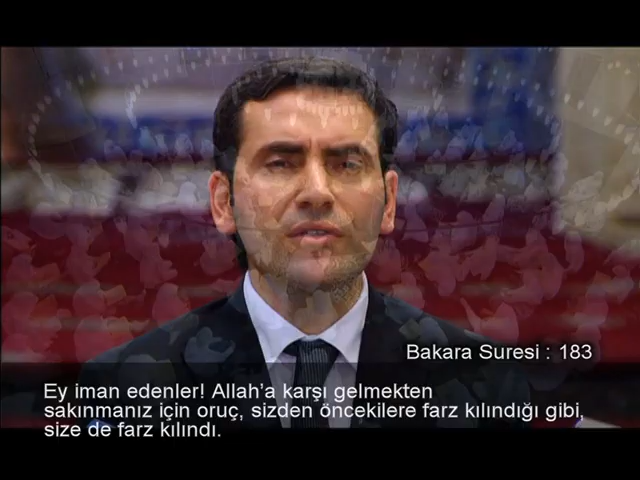 Bakara Suresi : 183
Ey iman edenler! Allah'a karşı gelmekten
sakınmanız için oruç, sizden öncekilere farz kılındığı gibi,
size de farz kılındı.